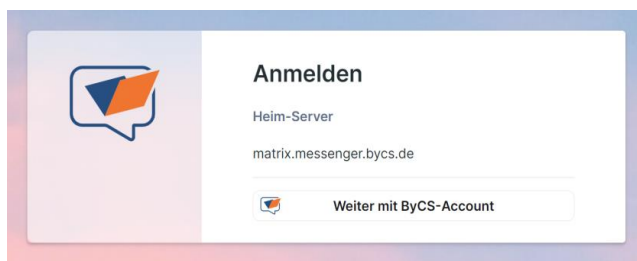 Anmelden
Heim-Server
matrix.messenger.bycs.de
Weiter mit ByCS-Account